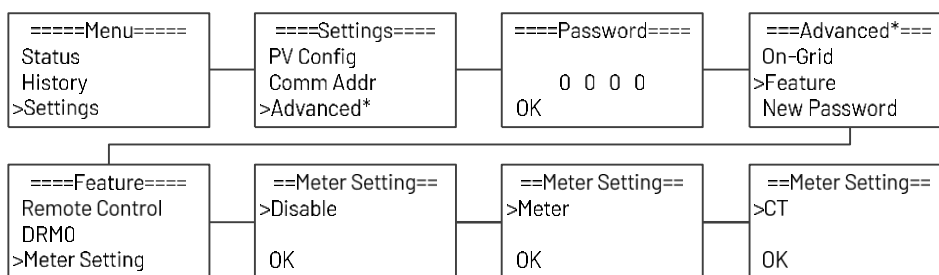 =====Menu=====
Status
History
>Settings
====Settings====
PV Config
Comm Addr
>Advanced*
====Password====
0 0 0 0
OK
===Advanced*===
On-Grid
>Feature
New Password
====Feature====
Remote Control
DRM0
>Meter Setting
==Meter Setting==
>Disable
OK
==Meter Setting==
>Meter
OK
==Meter Setting==
>CT
OK